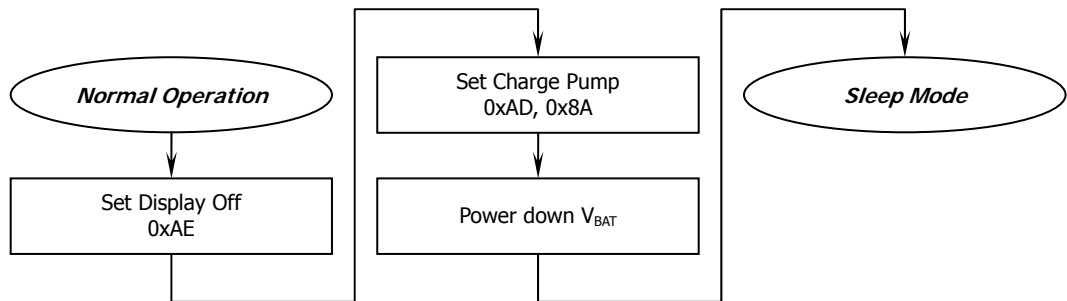 Normal Operation
Set Display Off
0xAE
Set Charge Pump
0xAD, 0x8A
Power down VBAT
Sleep Mode